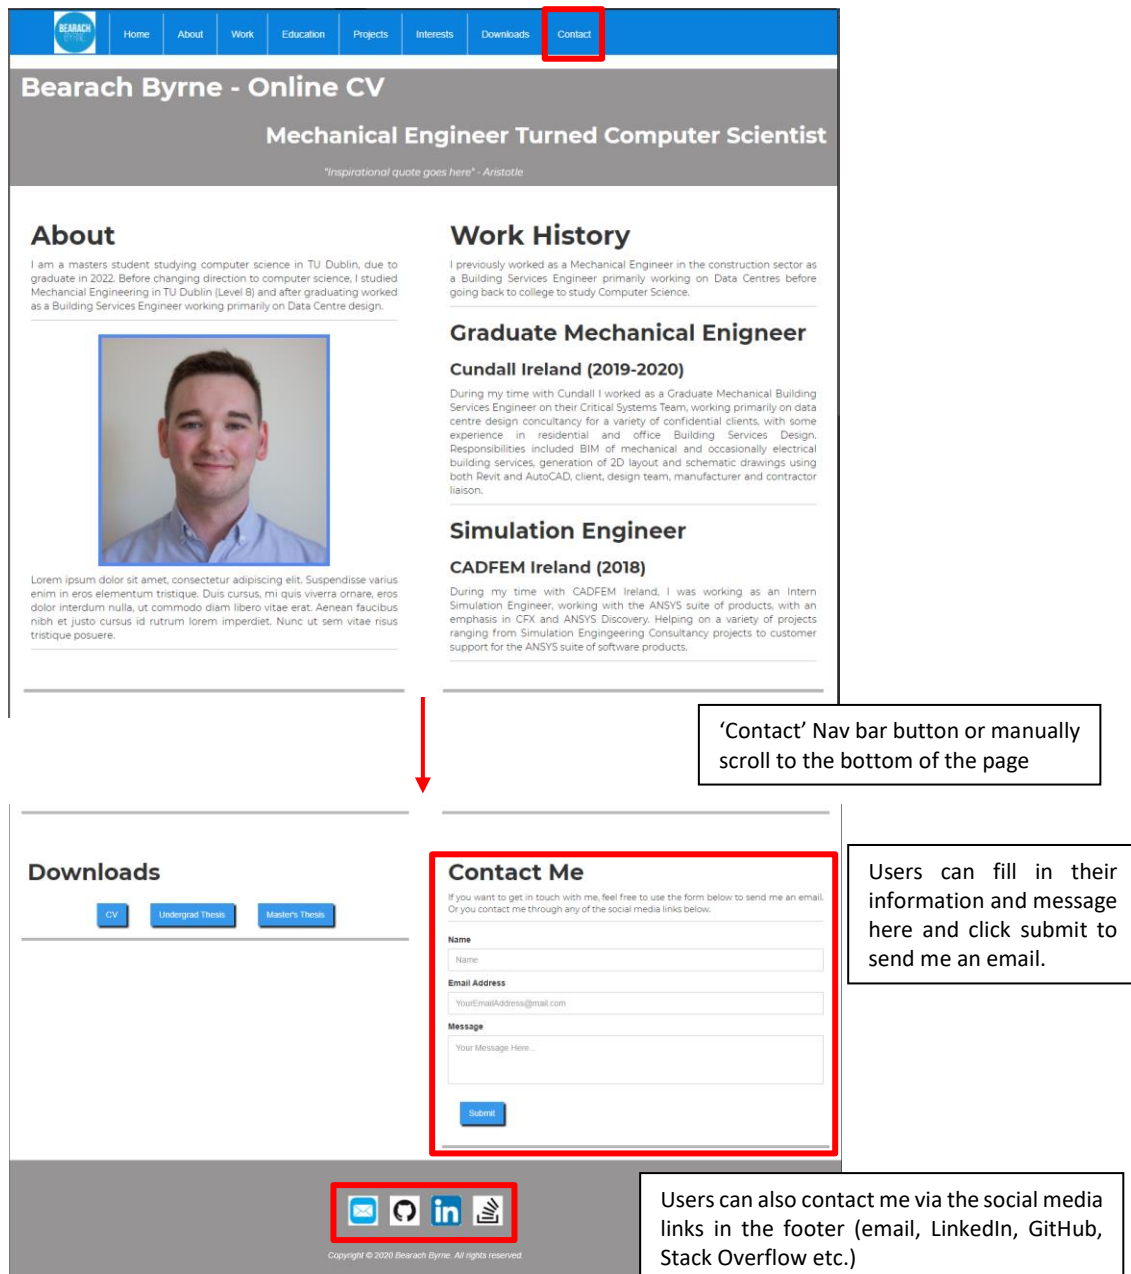 BEARACH
BYRNE
Home About Work Education Projects Interests Downloads Contact
Bearach Byrne - Online CV
Mechanical Engineer Turned Computer Scientist
"Inspirational quote goes here" - Aristotle
About
I am a masters student studying computer science in TU Dublin, due to
graduate in 2022. Before changing direction to computer science, I studied
Mechancial Engineering in TU Dublin (Level 8) and after graduating worked
as a Building Services Engineer working primarily on Data Centre design.
Lorem ipsum dolor sit amet, consectetur adipiscing elit. Suspendisse varius
enim in eros elementum tristique. Duis cursus, mi quis viverra ornare, eros
dolor interdum nulla, ut commodo diam libero vitae erat. Aenean faucibus
nibh et justo cursus id rutrum lorem imperdiet. Nunc ut sem vitae risus
tristique posuere.
Work History
I previously worked as a Mechanical Engineer in the construction sector as
a Building Services Engineer primarily working on Data Centres before
going back to college to study Computer Science.
Graduate Mechanical Enigneer
Cundall Ireland (2019-2020)
During my time with Cundall I worked as a Graduate Mechanical Building
Services Engineer on their Critical Systems Team, working primarily on data
centre design concultancy for a variety of confidential clients, with some
experience in residential and office Building Services Design.
Responsibilities included BIM of mechanical and occasionally electrical
building services, generation of 2D layout and schematic drawings using
both Revit and AutoCAD, client, design team, manufacturer and contractor
liaison.
Simulation Engineer
CADFEM Ireland (2018)
During my time with CADFEM Ireland, I was working as an Intern
Simulation Engineer, working with the ANSYS suite of products, with an
emphasis in CFX and ANSYS Discovery. Helping on a variety of projects
ranging from Simulation Engingeering Consultancy projects to customer
support for the ANSYS suite of software products.
‘Contact’ Nav bar button or manually
scroll to the bottom of the page
Downloads
CV Undergrad Thesis Master's Thesis
Contact Me
If you want to get in touch with me, feel free to use the form below to send me an email.
Or you contact me through any of the social media links below.
Name
Name
Email Address
YourEmailAddress@mail.com
Message
Your Message Here...
Submit
Users can fill in their
information and message
here and click submit to
send me an email.
in
Copyright © 2020 Bearach Byrne. All rights reserved.
Users can also contact me via the social media
links in the footer (email, LinkedIn, GitHub,
Stack Overflow etc.)